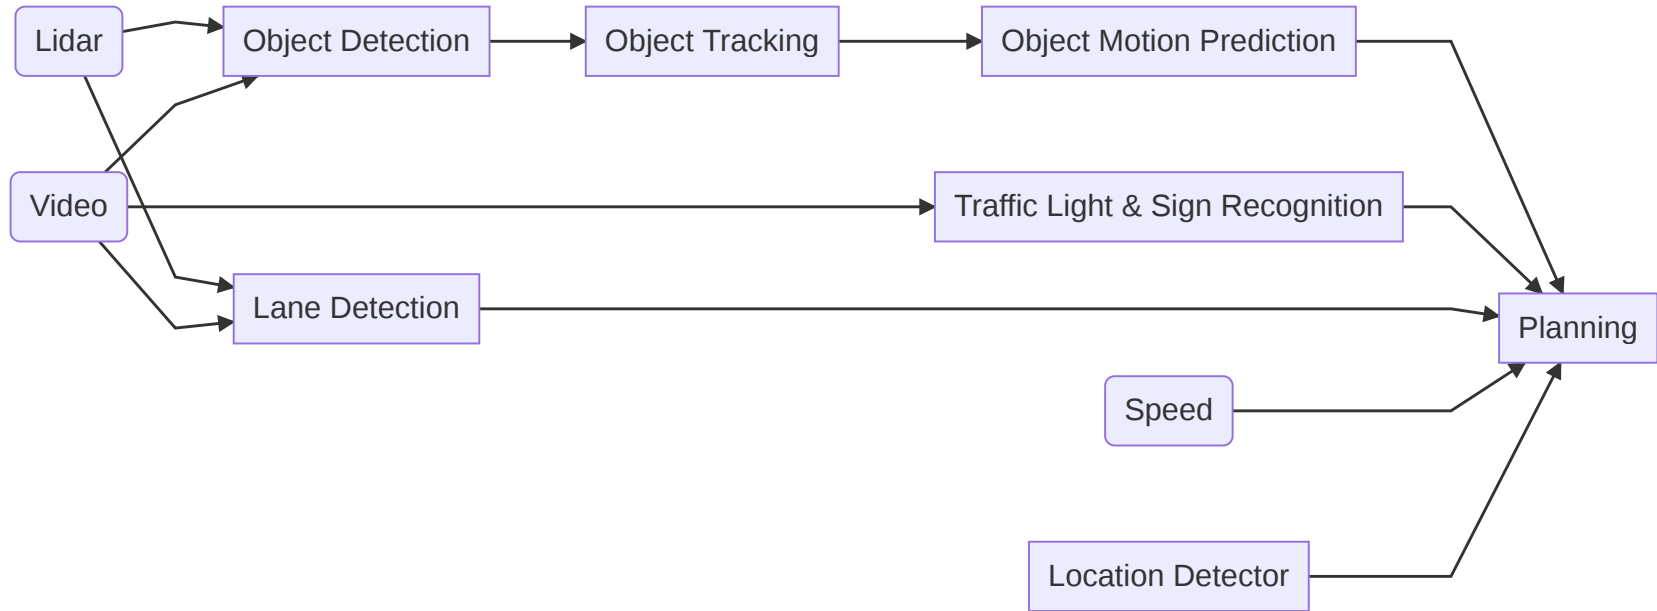 Lidar
Object Detection
Object Tracking
Object Motion Prediction
Video
Traffic Light & Sign Recognition
Lane Detection
Planning
Speed
Location Detector